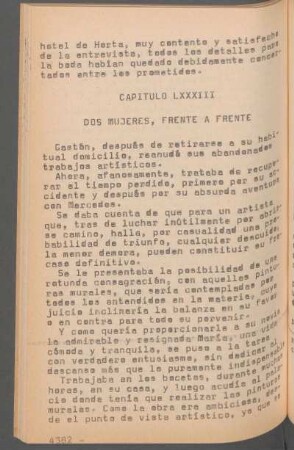 hotel de Herta, muy contenta y satisfecha
de la entrevista, todos los detalles para
la boda habían quedado debidamente concer-
tados entre los prometidos.
CAPITULO LXXXIII
DOS MUJERES, FRENTE A FRENTE
Gastón, después de retirarse a su habi-
tual domicilio, reanudó sus abandonados
trabajos artísticos.
Ahora, afanosamente, trataba de recupe-
rar el tiempo perdido, primero por su ac-
cidente y después por su absurda aventura
con Mercedes.
Se daba cuenta de que para un artista
que, tras de luchar inútilmente por abrir-
se camino, halla, por casualidad una pro-
babilidad de triunfo, cualquier descuido,
la menor demora, pueden constituir su fra-
caso definitivo.
Se le presentaba la posibilidad de una
rotunda consagración, con aquellas pintu-
ras murales, que sería contempladas por
todos los entendidos en la materia, cuyo
juicio inclinaría la balanza en su favor
o en contra para todo su porvenir.
Y como quería proporcionarle a su novia
la admirable y resignada María, una vida
cómoda y tranquila, se puso a la tarea
con verdadero entusiasmo, sin dedicar al
descanso más que lo puramente indispensable
Trabajaba en los bocetos, durante muchas
horas, en su casa, y luego acudía al pala-
cio donde tenía que realizar las pinturas
murales. Como la obra era ambiciosa, des-
de el punto de vista artístico, ya que se
4382 -